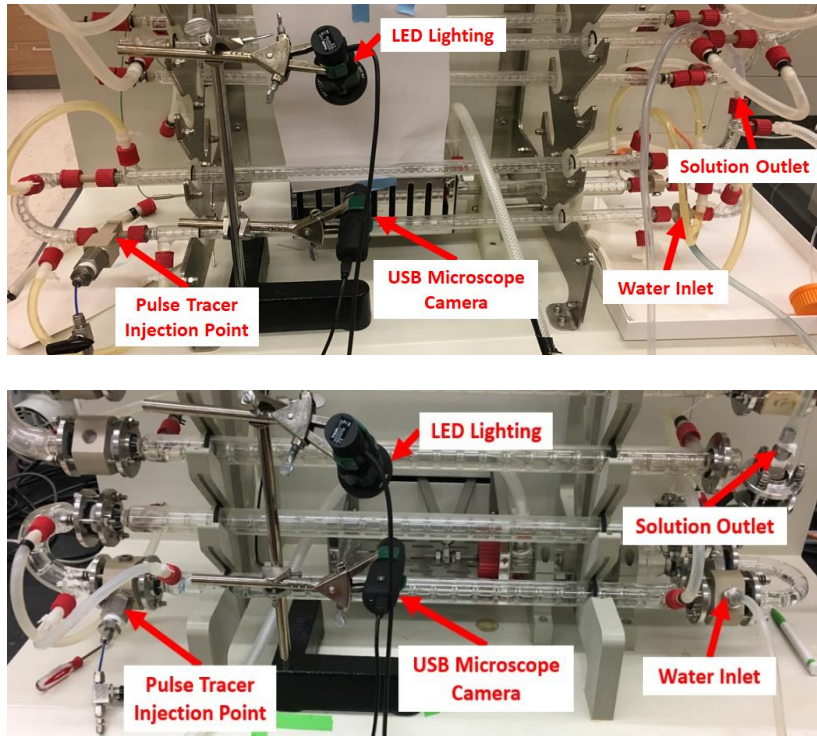 LED Lighting
Solution Outlet
USB Microscope
Camera
Water Inlet
Pulse Tracer
Injection Point
LED Lighting
Solution Outlet
USB Microscope
Camera
Water Inlet
Pulse Tracer
Injection Point